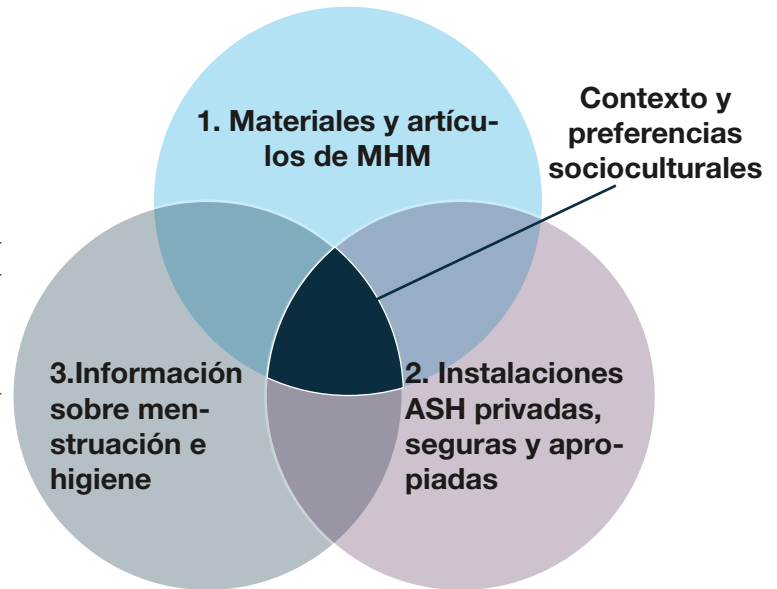 1. Materiales y artícu-
los de MHM
Contexto y
preferencias
socioculturales
3.Información
sobre men-
struación e
higiene
2. Instalaciones
ASH privadas,
seguras y apro-
piadas